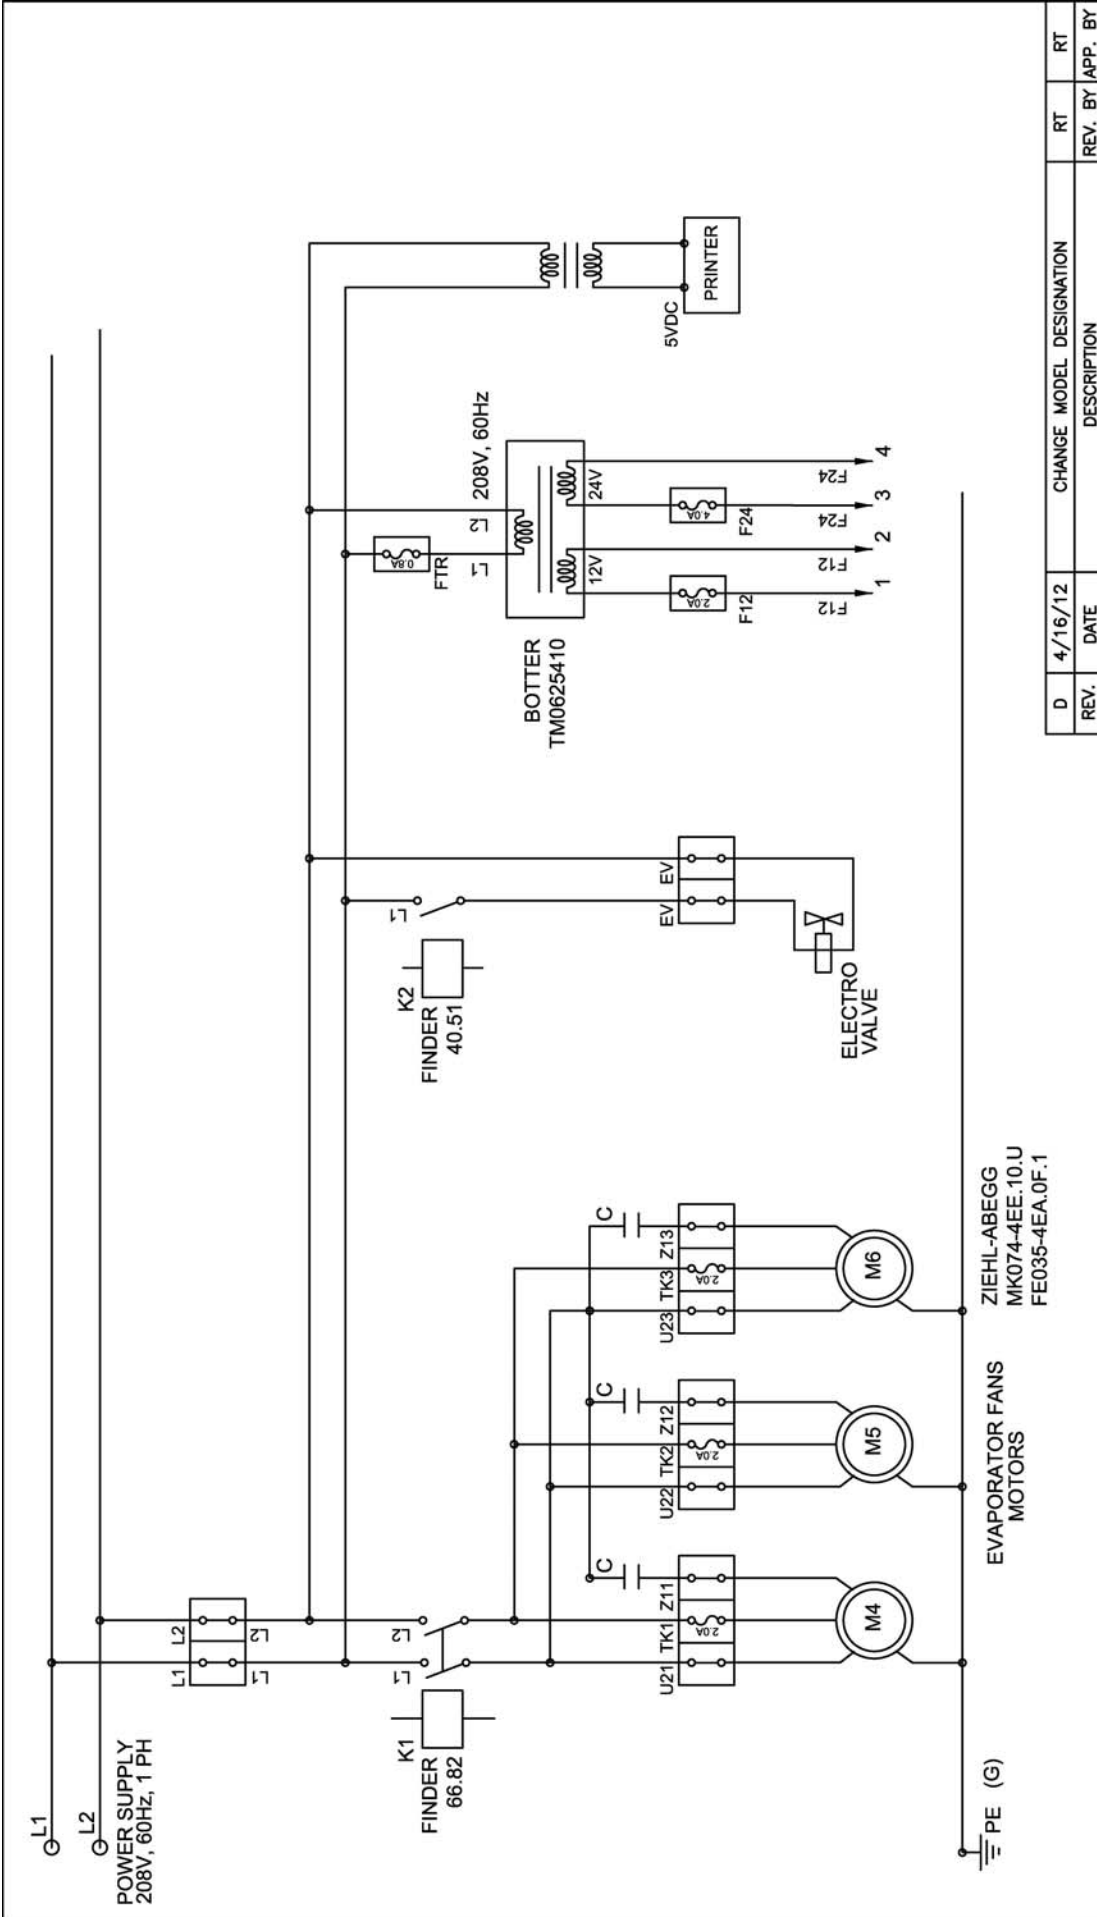 L1
L2
POWER SUPPLY
208V, 60Hz, 1 PH
L1
L2
L1
L2
K1
FINDER
66.82
L1
L2
C
C
C
U21
TK1
Z11
2.0A
U22
TK2
Z12
2.0A
U23
TK3
Z13
2.0A
M4
M5
M6
EVAPORATOR FANS
MOTORS
ZIEHL-ABEGG
MK074-4EE.10.U
FE035-4EA.0F.1
PE (G)
K2
FINDER
40.51
L1
EV
EV
ELECTRO
VALVE
0.8A
FTR
L1
L2
208V, 60Hz
BOTTER
TM0625410
12V
24V
2.0A
F12
4.0A
F24
F12
F12
F24
F24
1
2
3
4
5VDC
PRINTER
D 4/16/12 CHANGE MODEL DESIGNATION RT RT
REV. DATE DESCRIPTION REV. BY APP. BY